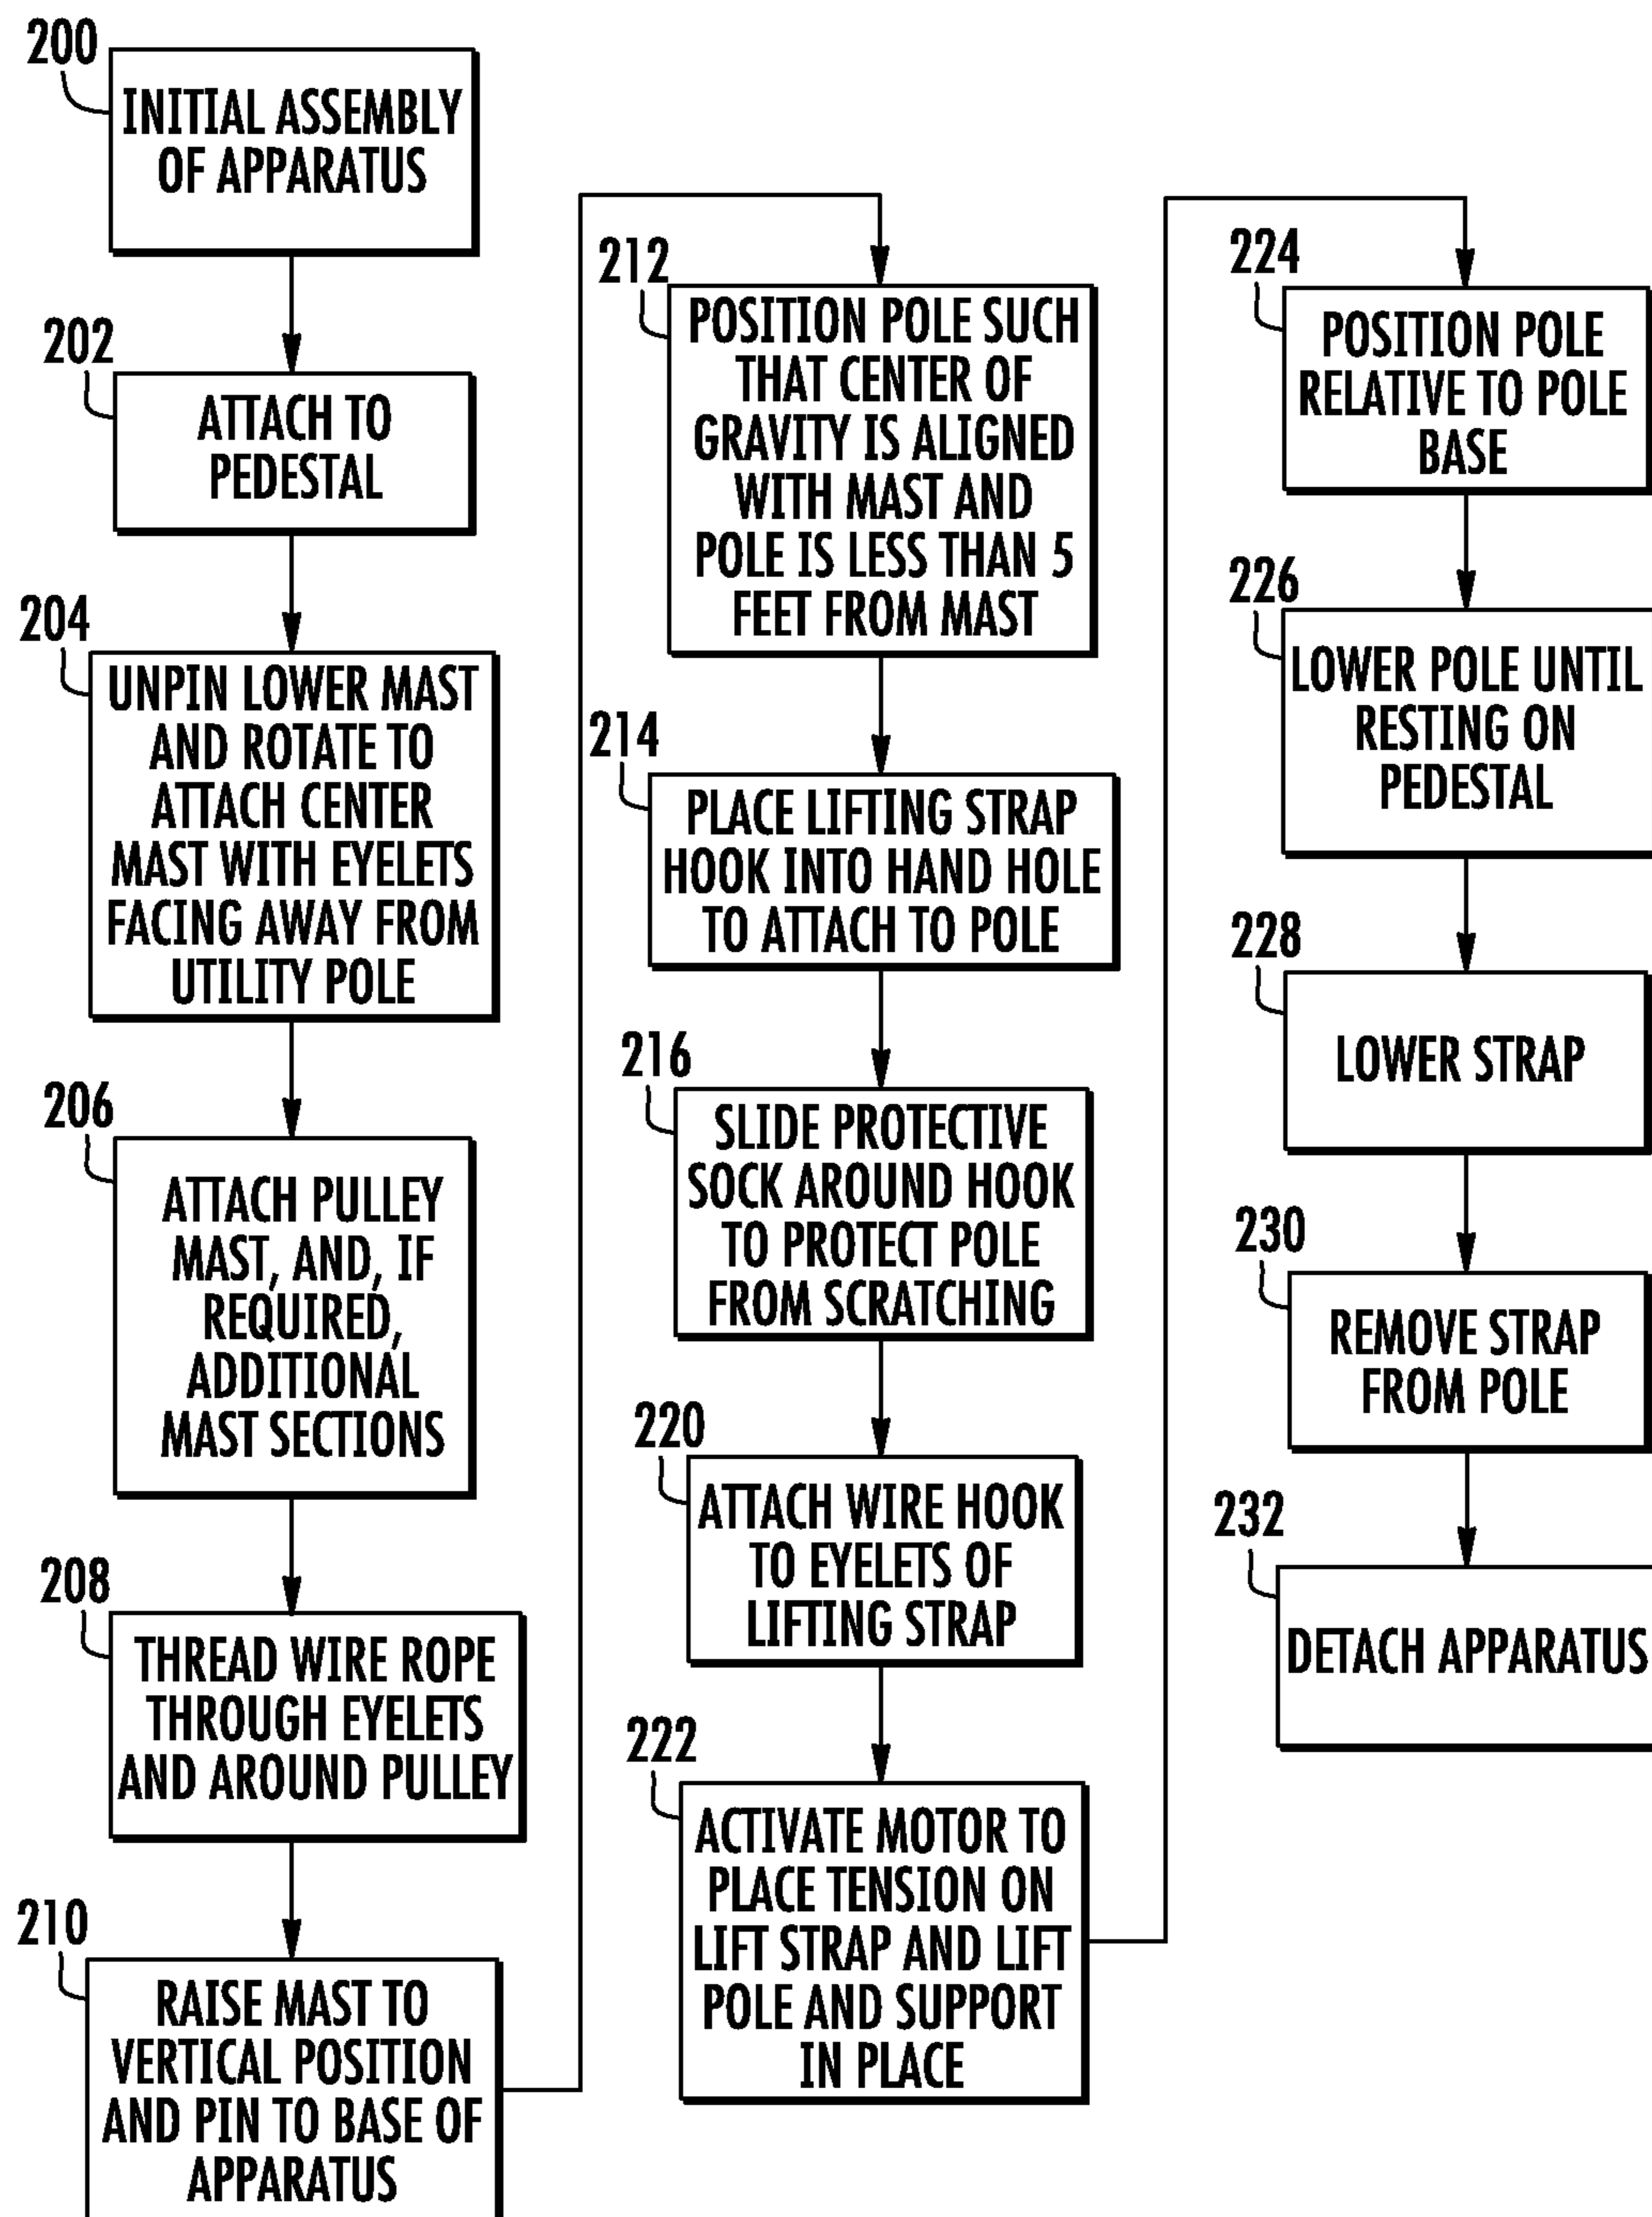 200
INITIAL ASSEMBLY
OF APPARATUS
202
ATTACH TO
PEDESTAL
204
UNPIN LOWER MAST
AND ROTATE TO
ATTACH CENTER
MAST WITH EYELETS
FACING AWAY FROM
UTILITY POLE
206
ATTACH PULLEY
MAST, AND, IF
REQUIRED,
ADDITIONAL
MAST SECTIONS
208
THREAD WIRE ROPE
THROUGH EYELETS
AND AROUND PULLEY
210
RAISE MAST TO
VERTICAL POSITION
AND PIN TO BASE OF
APPARATUS
212
POSITION POLE SUCH
THAT CENTER OF
GRAVITY IS ALIGNED
WITH MAST AND
POLE IS LESS THAN 5
FEET FROM MAST
214
PLACE LIFTING STRAP
HOOK INTO HAND HOLE
TO ATTACH TO POLE
216
SLIDE PROTECTIVE
SOCK AROUND HOOK
TO PROTECT POLE
FROM SCRATCHING
220
ATTACH WIRE HOOK
TO EYELETS OF
LIFTING STRAP
222
ACTIVATE MOTOR TO
PLACE TENSION ON
LIFT STRAP AND LIFT
POLE AND SUPPORT
IN PLACE
224
POSITION POLE
RELATIVE TO POLE
BASE
226
LOWER POLE UNTIL
RESTING ON
PEDESTAL
228
LOWER STRAP
230
REMOVE STRAP
FROM POLE
232
DETACH APPARATUS